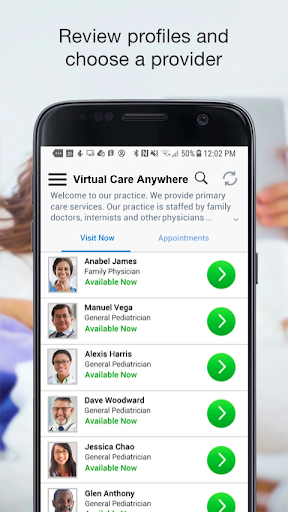 Review profiles and
choose a provider
50% 12:02 PM
Virtual Care Anywhere
Welcome to our practice. We provide primary
care services. Our practice is staffed by family
doctors, internists and other physicians ...
Visit Now
Appointments
Anabel James
Family Physician
Available Now
Manuel Vega
General Pediatrician
Available Now
Alexis Harris
General Pediatrician
Available Now
Dave Woodward
General Pediatrician
Available Now
Jessica Chao
General Pediatrician
Available Now
Glen Anthony
General Pediatrician